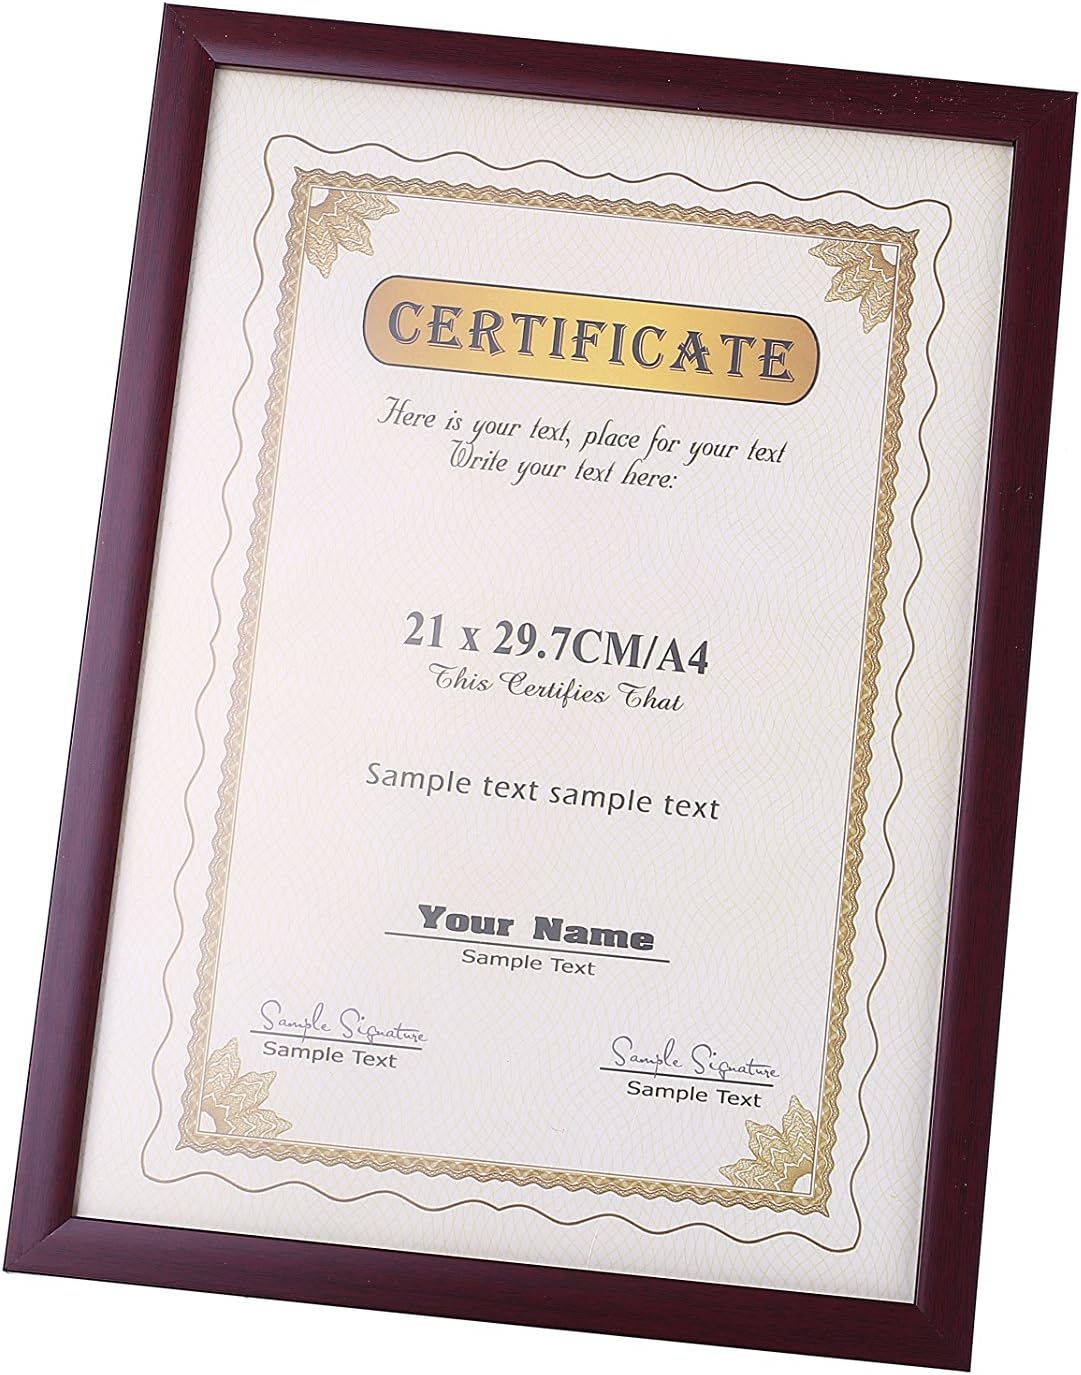 CERTIFICATE
Here is your text, place for your text
Write your text here:
21 x 29.7CM/A4
This Certifies That
Sample text sample text
Your Name
Sample Text
Sample Signature
Sample Text
Sample Signature
Sample Text